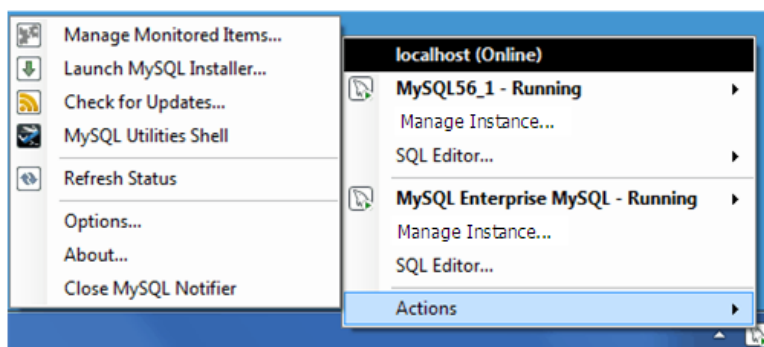 Manage Monitored Items...
Launch MySQL Installer...
Check for Updates...
MySQL Utilities Shell
Refresh Status
Options...
About...
Close MySQL Notifier
localhost (Online)
MySQL56_1 - Running
Manage Instance...
SQL Editor...
MySQL Enterprise MySQL - Running
Manage Instance...
SQL Editor...
Actions